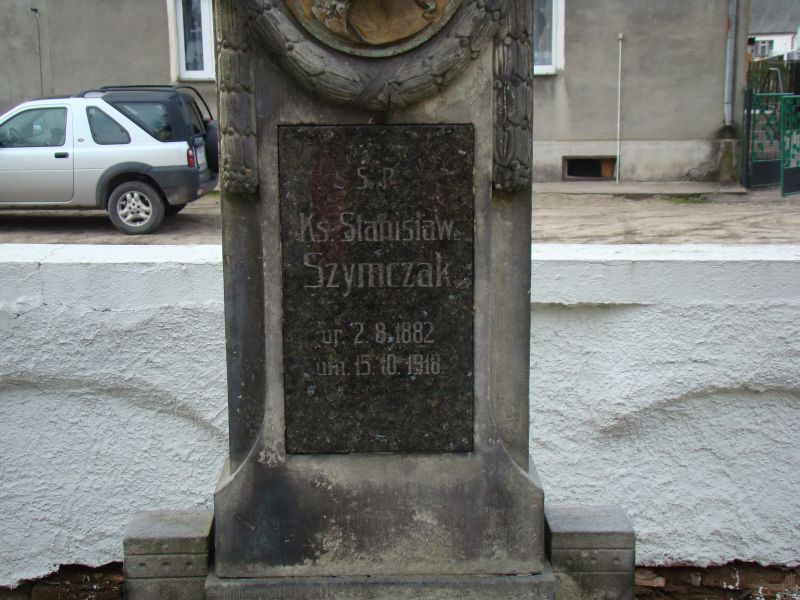 Ś. P.
Ks. Stanisław
Szymczak
ur. 2. 8. 1882
um. 15. 10. 1918.